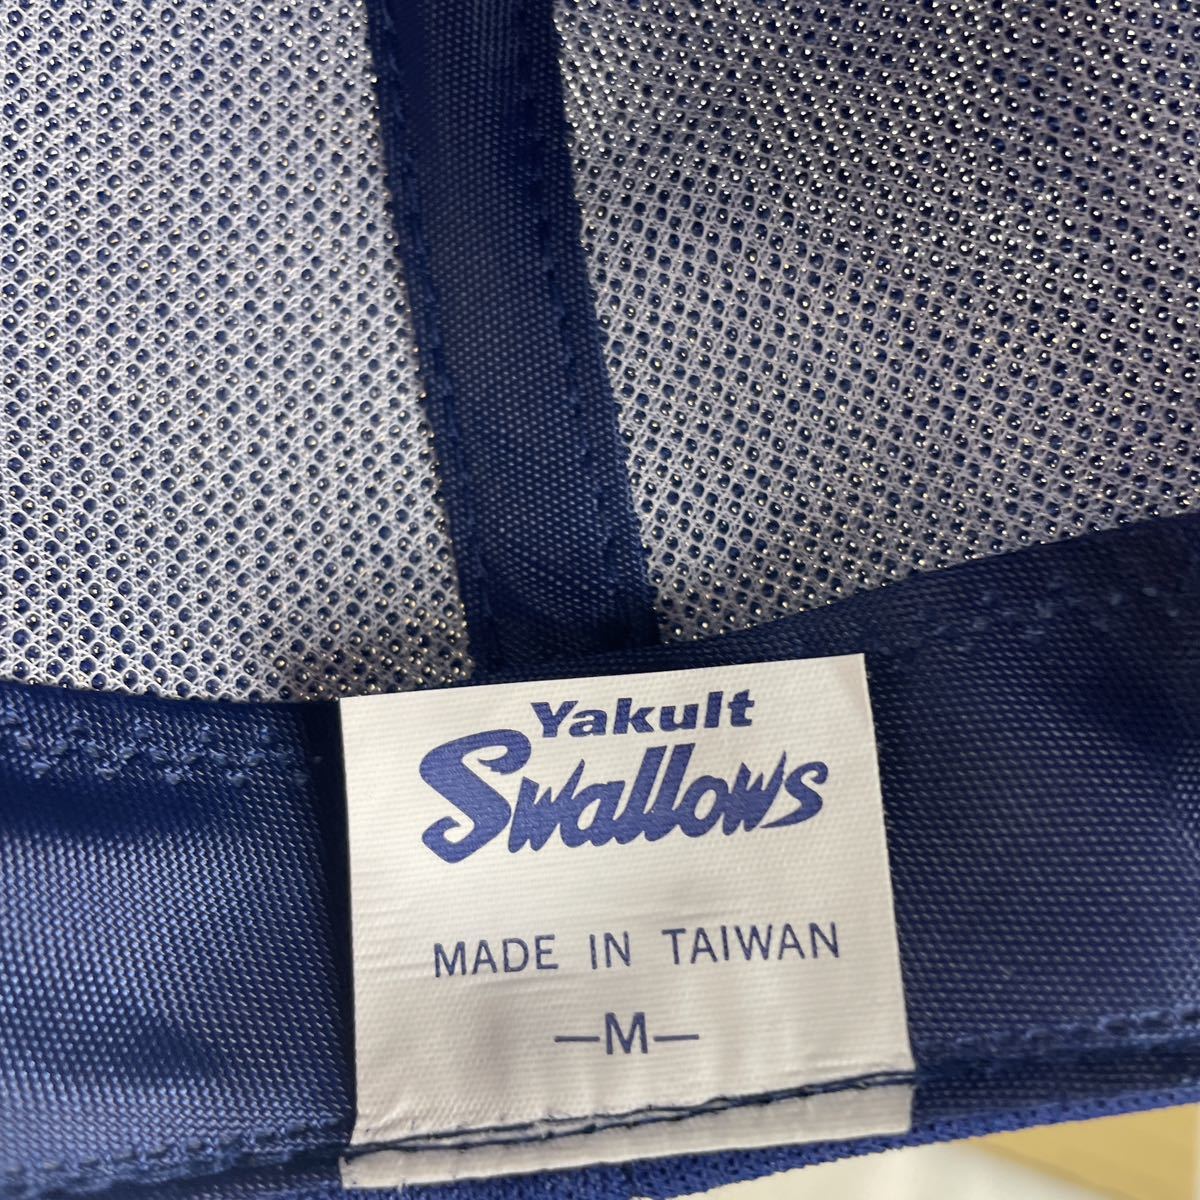 Yakult
Swallows
MADE IN TAIWAN
—M—